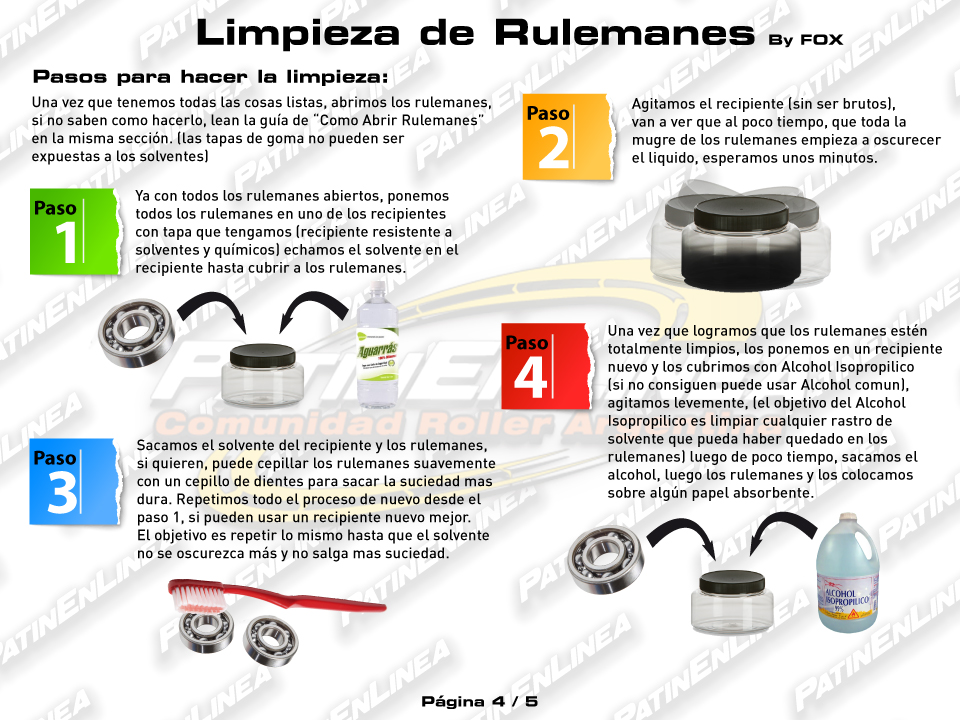 Limpieza de Rulemanes By FOX
Pasos para hacer la limpieza:
Una vez que tenemos todas las cosas listas, abrimos los rulemanes,
si no saben como hacerlo, lean la guía de “Como Abrir Rulemanes”
en la misma sección. (las tapas de goma no pueden ser
expuestas a los solventes)
Paso
1
Ya con todos los rulemanes abiertos, ponemos
todos los rulemanes en uno de los recipientes
con tapa que tengamos (recipiente resistente a
solventes y químicos) echamos el solvente en el
recipiente hasta cubrir a los rulemanes.
Aguarrás
Paso
2
Agitamos el recipiente (sin ser brutos),
van a ver que al poco tiempo, que toda la
mugre de los rulemanes empieza a oscurecer
el liquido, esperamos unos minutos.
Paso
3
Sacamos el solvente del recipiente y los rulemanes,
si quieren, puede cepillar los rulemanes suavemente
con un cepillo de dientes para sacar la suciedad mas
dura. Repetimos todo el proceso de nuevo desde el
paso 1, si pueden usar un recipiente nuevo mejor.
El objetivo es repetir lo mismo hasta que el solvente
no se oscurezca más y no salga mas suciedad.
Paso
4
Una vez que logramos que los rulemanes estén
totalmente limpios, los ponemos en un recipiente
nuevo y los cubrimos con Alcohol Isopropilico
(si no consiguen puede usar Alcohol comun),
agitamos levemente, (el objetivo del Alcohol
Isopropilico es limpiar cualquier rastro de
solvente que pueda haber quedado en los
rulemanes) luego de poco tiempo, sacamos el
alcohol, luego los rulemanes y los colocamos
sobre algún papel absorbente.
ALCOHOL
ISOPROPILICO
PatinEnLinea
Comunidad Roller Argentina
Página 4 / 5